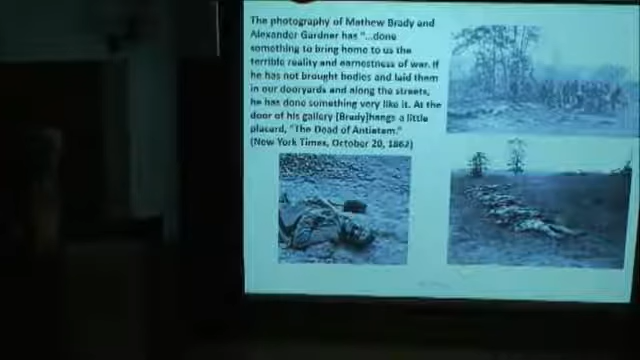 The photography of Mathew Brady and
Alexander Gardner has "...done
something to bring home to us the
terrible reality and earnestness of war. If
he has not brought bodies and laid them
in our dooryards and along the streets,
he has done something very like it. At the
door of his gallery [Brady]hangs a little
placard, "The Dead of Antietam."
(New York Times, October 20, 1862)